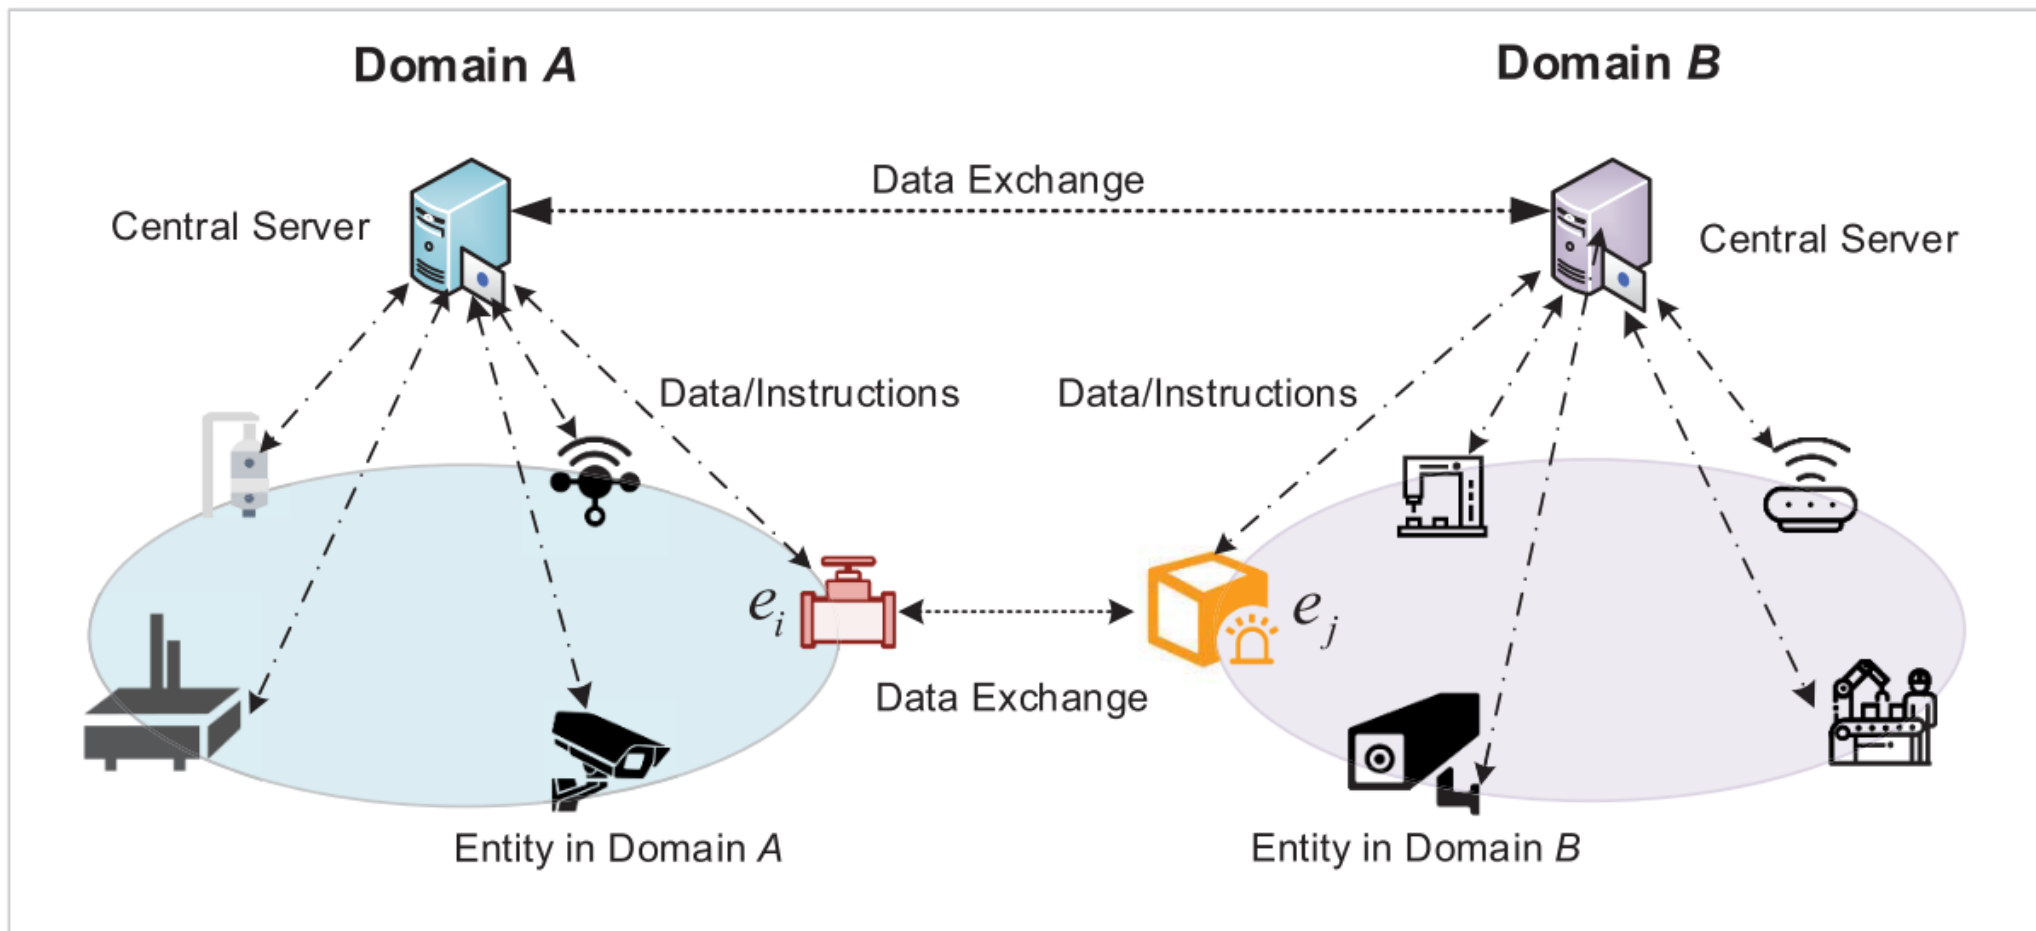 Domain A
Domain B
Data Exchange
Central Server
Central Server
Data/Instructions
Data/Instructions
e_i
e_j
Data Exchange
Entity in Domain A
Entity in Domain B